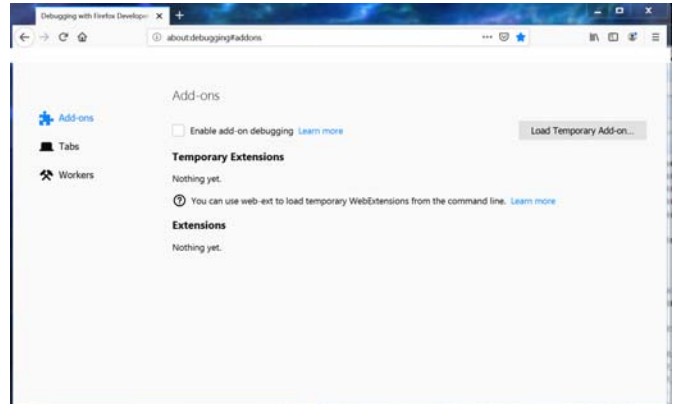 Debugging with Firefox Develope
about:debugging#addons
Add-ons
Add-ons
Enable add-on debugging Learn more
Load Temporary Add-on...
Tabs
Temporary Extensions
Workers
Nothing yet.
You can use web-ext to load temporary WebExtensions from the command line. Learn more
Extensions
Nothing yet.